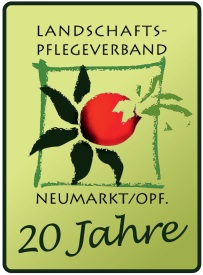 LANDSCHAFTS-
PFLEGEVERBAND
NEUMARKT/OPF.
20 Jahre